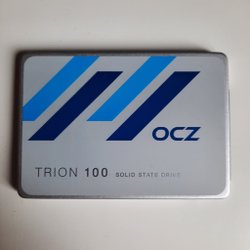 OCZ
TRION 100 SOLID STATE DRIVE